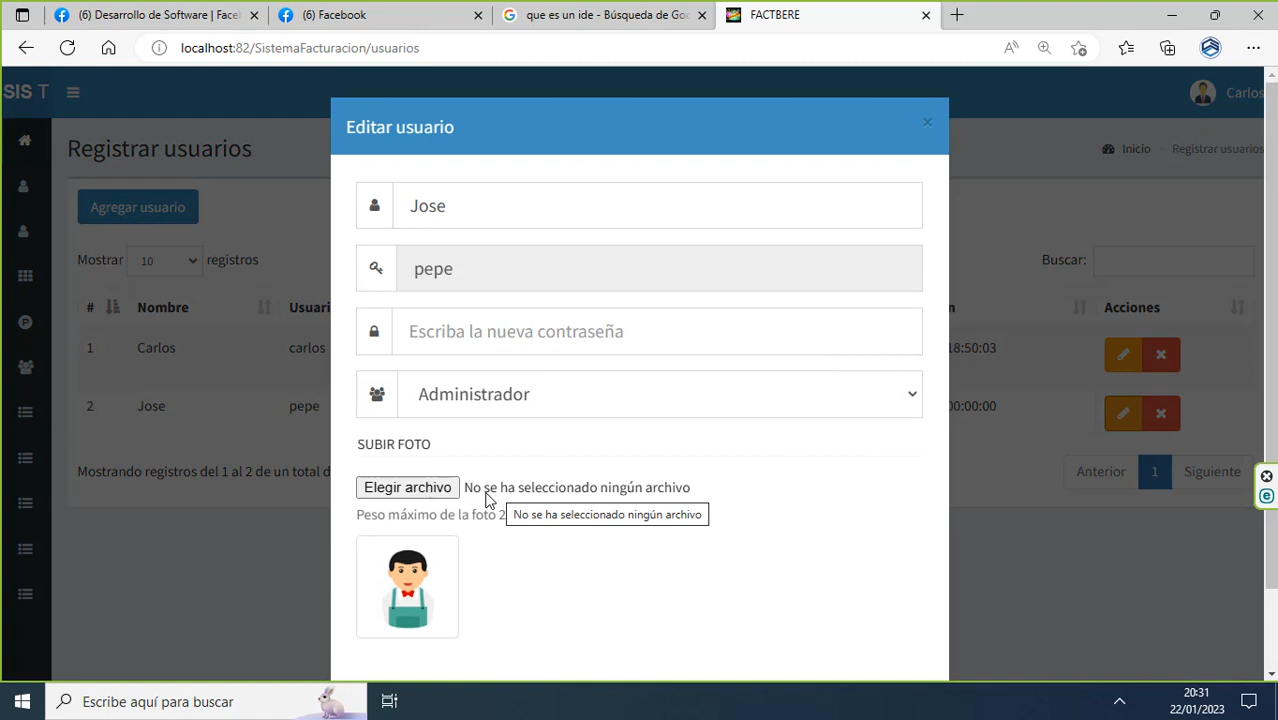 (6) Desarrollo de Software | Facel
(6) Facebook
que es un ide - Búsqueda de Goo
FACTBERE
localhost:82/SistemaFacturacion/usuarios
SIS T
Carlos
Editar usuario
Registrar usuarios
Inicio
Registrar usuarios
Agregar usuario
Jose
pepe
Mostrar 10 registros
Buscar:
# Nombre Usuari
n Acciones
Escriba la nueva contraseña
1 Carlos carlos 18:50:03
Administrador
2 Jose pepe 00:00:00
SUBIR FOTO
Mostrando registros del 1 al 2 de un total d
Anterior 1 Siguiente
Elegir archivo No se ha seleccionado ningún archivo
Peso máximo de la foto 2
No se ha seleccionado ningún archivo
Escribe aquí para buscar
20:31
22/01/2023